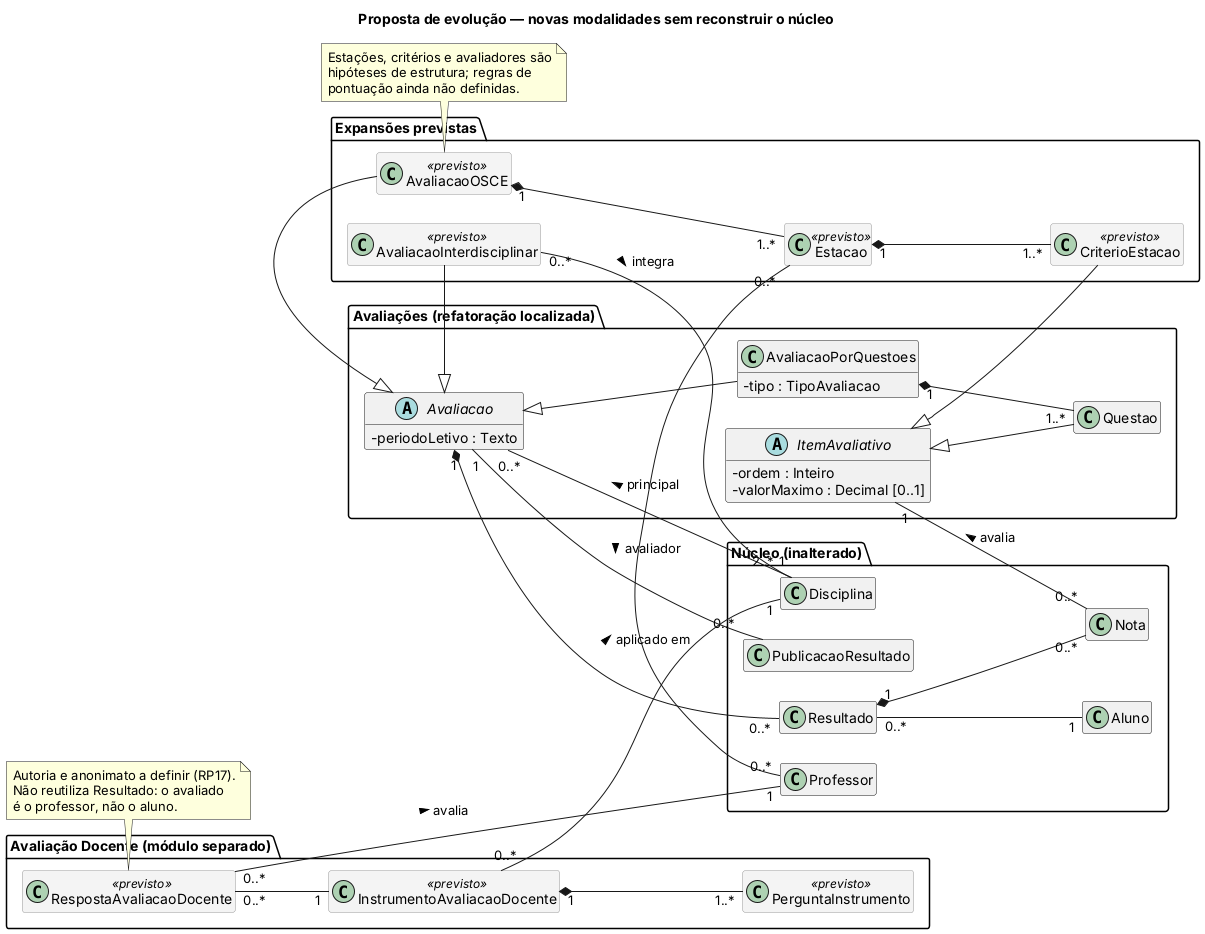 Proposta de evolução — novas modalidades sem reconstruir o núcleo
Estações, critérios e avaliadores são
hipóteses de estrutura; regras de
pontuação ainda não definidas.
Expansões previstas
C
«previsto»
AvaliacaoOSCE
1
C
«previsto»
AvaliacaoInterdisciplinar
0..*
integra
1..*
C
«previsto»
Estacao
1
0..*
1..*
C
«previsto»
CriterioEstacao
Avaliações (refatoração localizada)
C
AvaliacaoPorQuestoes
-tipo : TipoAvaliacao
1
A
Avaliacao
-periodoLetivo : Texto
1..*
C
Questao
A
ItemAvaliativo
-ordem : Inteiro
-valorMaximo : Decimal [0..1]
1
1
0..*
principal
1
avalia
avaliador
Núcleo (inalterado)
2..*
1
C
Disciplina
1
0..*
C
Nota
0..*
0..*
aplicado em
C
PublicacaoResultado
1
C
Resultado
0..*
0..*
1
C
Aluno
0..*
C
Professor
1
Autoria e anonimato a definir (RP17).
Não reutiliza Resultado: o avaliado
é o professor, não o aluno.
avalia
Avaliação Docente (módulo separado)
0..*
C
«previsto»
RespostaAvaliacaoDocente
0..*
0..*
1
C
«previsto»
InstrumentoAvaliacaoDocente
1
1..*
C
«previsto»
PerguntaInstrumento